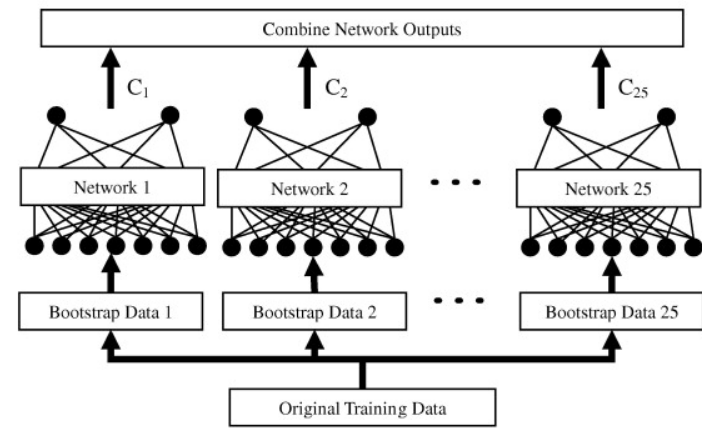 Combine Network Outputs
C1 C2 C25
Network 1 Network 2 • • • Network 25
Bootstrap Data 1 Bootstrap Data 2 • • • Bootstrap Data 25
Original Training Data